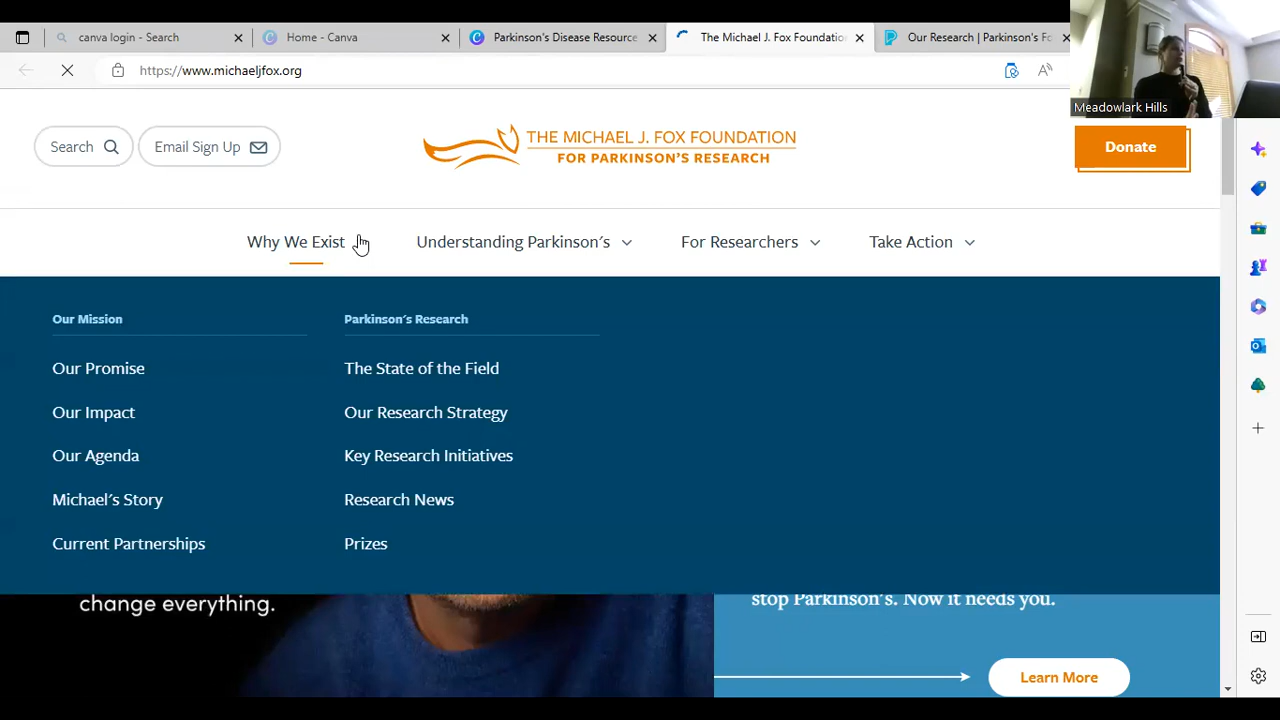 canva login - Search
Home - Canva
Parkinson's Disease Resource
The Michael J. Fox Foundatio
Our Research | Parkinson's Fo
https://www.michaeljfox.org
Meadowlark Hills
Search
Email Sign Up
THE MICHAEL J. FOX FOUNDATION
FOR PARKINSON'S RESEARCH
Donate
Why We Exist
Understanding Parkinson's
For Researchers
Take Action
Our Mission
Our Promise
Our Impact
Our Agenda
Michael's Story
Current Partnerships
Parkinson's Research
The State of the Field
Our Research Strategy
Key Research Initiatives
Research News
Prizes
change everything.
stop Parkinson's. Now it needs you.
Learn More